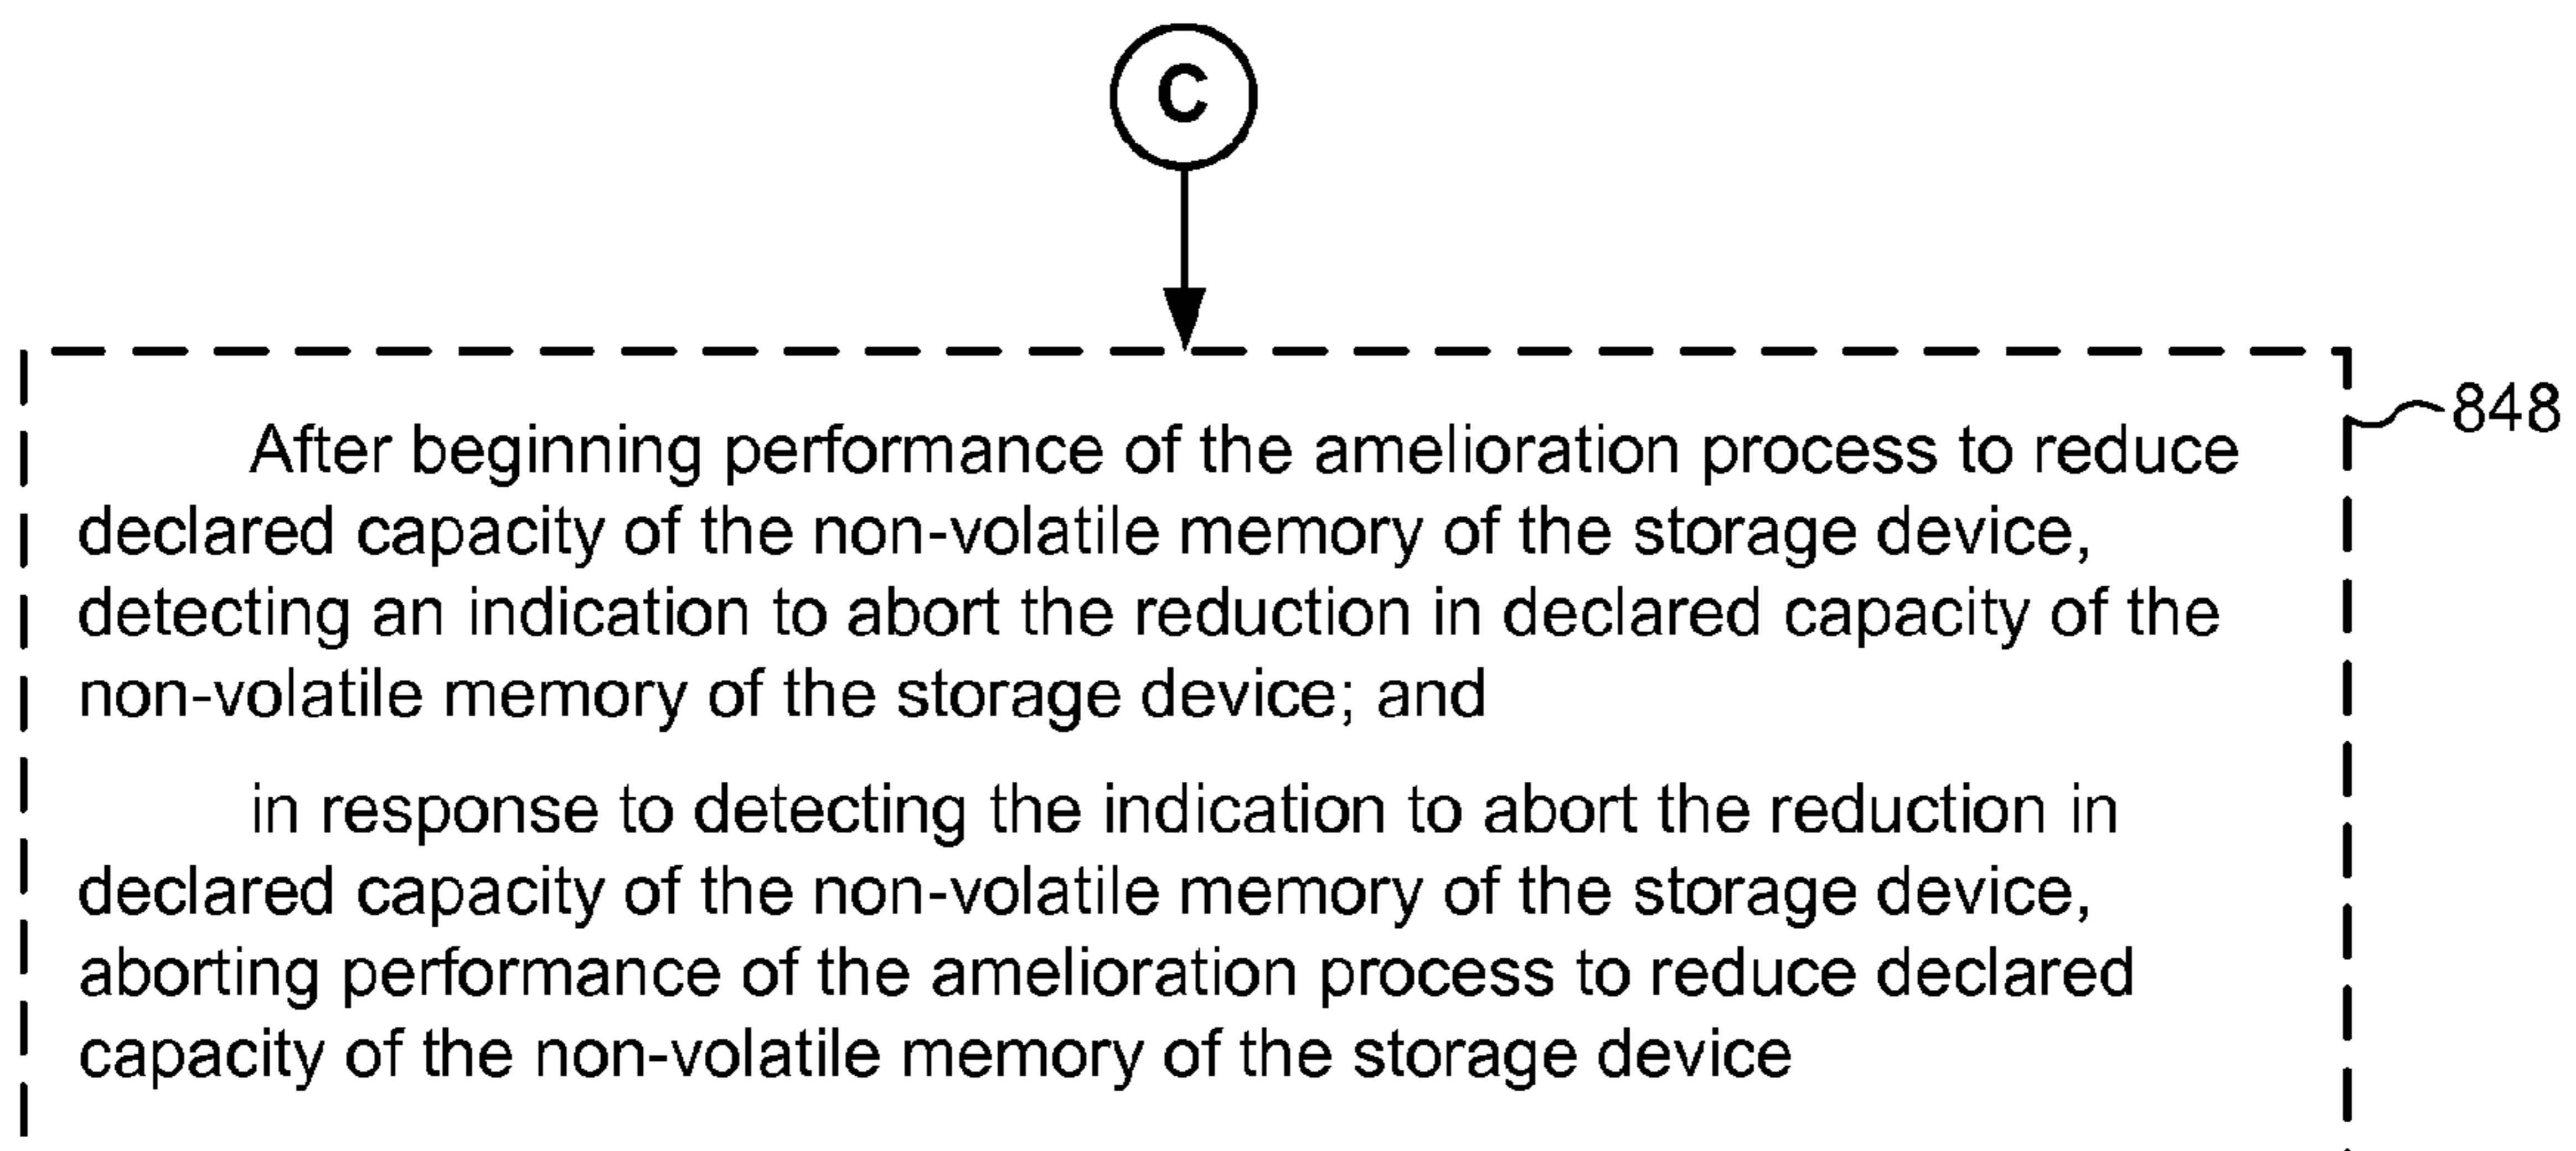 C
848
After beginning performance of the amelioration process to reduce
declared capacity of the non-volatile memory of the storage device,
detecting an indication to abort the reduction in declared capacity of the
non-volatile memory of the storage device; and
in response to detecting the indication to abort the reduction in
declared capacity of the non-volatile memory of the storage device,
aborting performance of the amelioration process to reduce declared
capacity of the non-volatile memory of the storage device